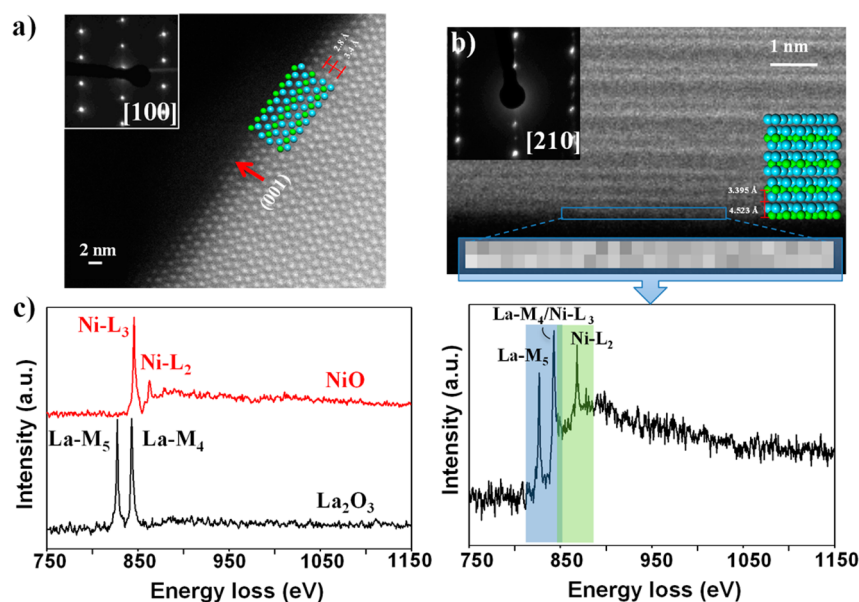 a)
[100]
2.8 Å
(001)
2 nm
b)
1 nm
[210]
3.395 Å
4.523 Å
c)
Ni-L3
Ni-L2
NiO
La-M5
La-M4
La2O3
Intensity (a.u.)
750 850 950 1050 1150
Energy loss (eV)
La-M4/Ni-L3
La-M5
Ni-L2
Intensity (a.u.)
750 850 950 1050 1150
Energy loss (eV)